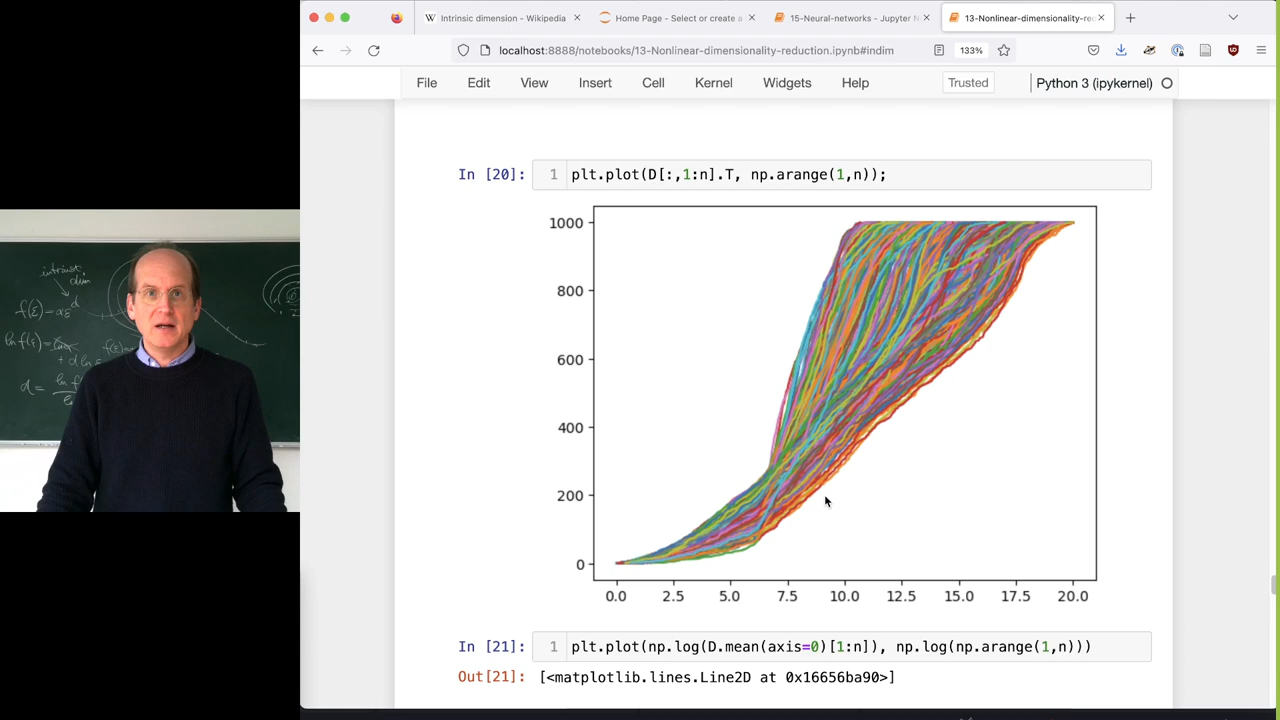 Intrinsic dimension - Wikipedia
Home Page - Select or create a
15-Neural-networks - Jupyter N
13-Nonlinear-dimensionality-re
localhost:8888/notebooks/13-Nonlinear-dimensionality-reduction.ipynb#indim
133%
File Edit View Insert Cell Kernel Widgets Help
Trusted
Python 3 (ipykernel)
In [20]:
1 plt.plot(D[:,1:n].T, np.arange(1,n));
1000
800
600
400
200
0
0.0 2.5 5.0 7.5 10.0 12.5 15.0 17.5 20.0
In [21]:
1 plt.plot(np.log(D.mean(axis=0)[1:n]), np.log(np.arange(1,n)))
Out[21]: [<matplotlib.lines.Line2D at 0x16656ba90>]
dim
f(ε)=αε^d
ln f(ε)=
+ d ln ε
d = ln f